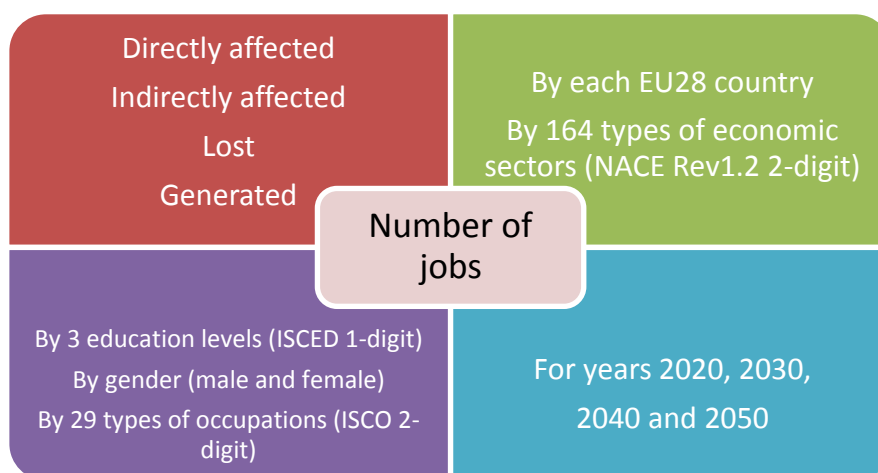 Directly affected
Indirectly affected
Lost
Generated
By each EU28 country
By 164 types of economic
sectors (NACE Rev1.2 2-digit)
Number of
jobs
By 3 education levels (ISCED 1-digit)
By gender (male and female)
By 29 types of occupations (ISCO 2-
digit)
For years 2020, 2030,
2040 and 2050